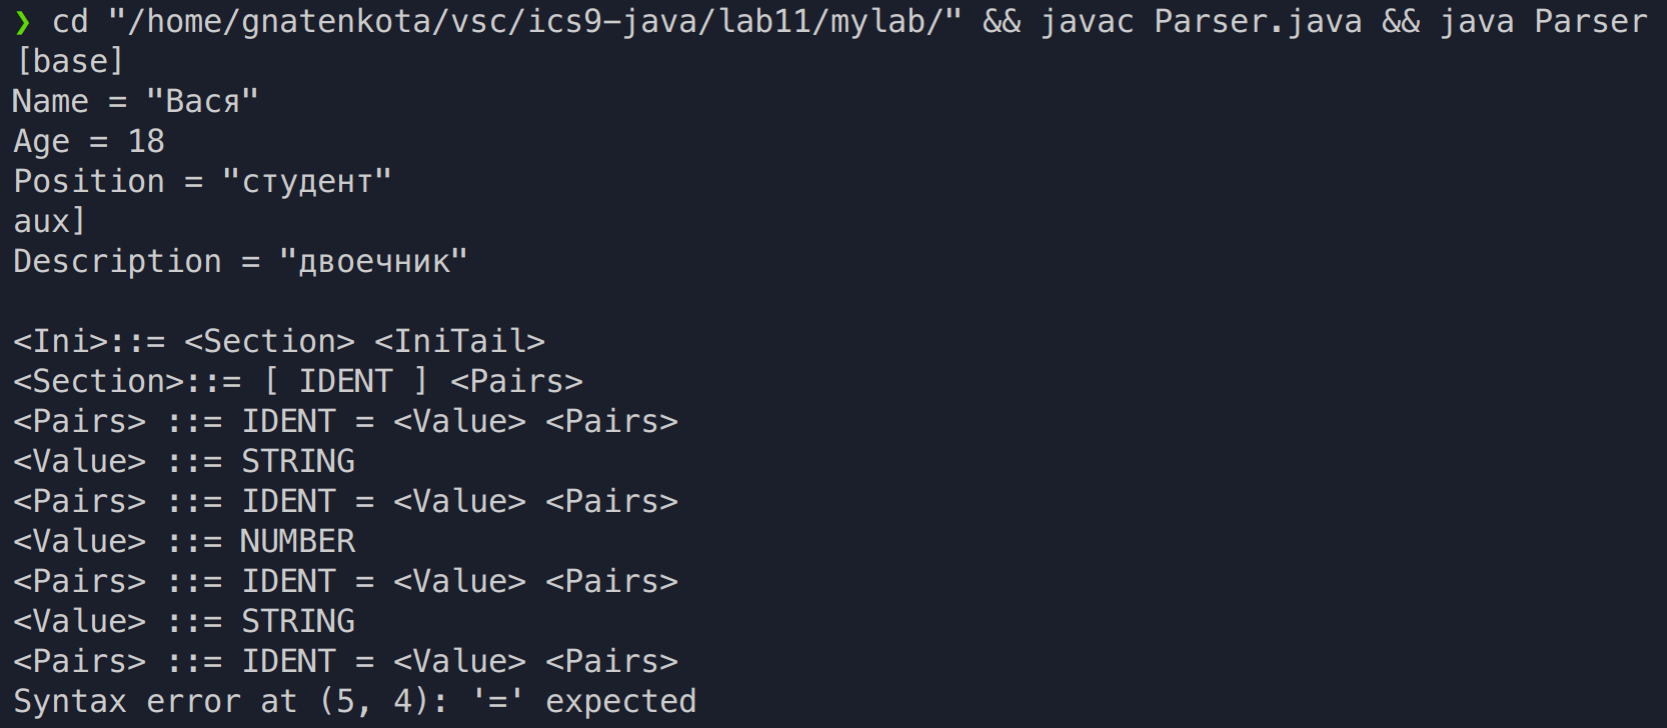 ❯ cd "/home/gnatenkota/vsc/ics9-java/lab11/mylab/" && javac Parser.java && java Parser
[base]
Name = "Вася"
Age = 18
Position = "студент"
aux]
Description = "двоечник"
<Ini>::= <Section> <IniTail>
<Section>::= [ IDENT ] <Pairs>
<Pairs> ::= IDENT = <Value> <Pairs>
<Value> ::= STRING
<Pairs> ::= IDENT = <Value> <Pairs>
<Value> ::= NUMBER
<Pairs> ::= IDENT = <Value> <Pairs>
<Value> ::= STRING
<Pairs> ::= IDENT = <Value> <Pairs>
Syntax error at (5, 4): '=' expected